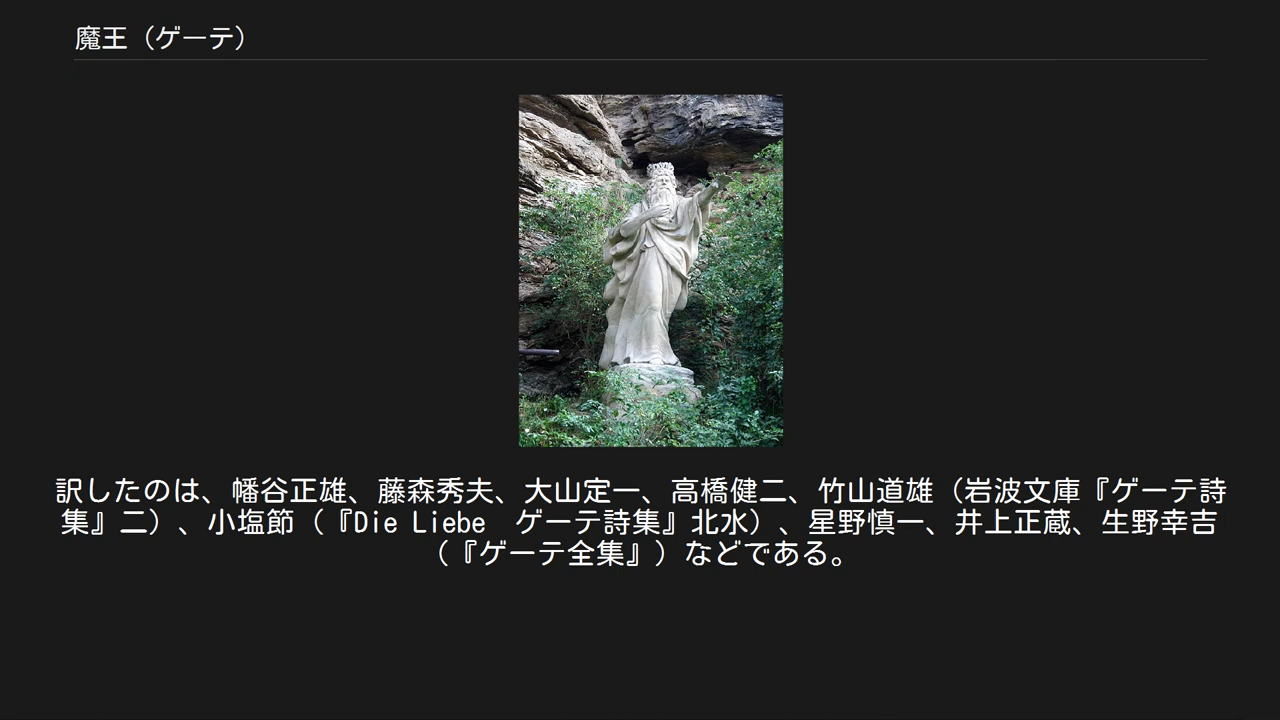 魔王（ゲーテ）
訳したのは、幡谷正雄、藤森秀夫、大山定一、高橋健二、竹山道雄（岩波文庫『ゲーテ詩
集』二）、小塩節（『Die Liebe　ゲーテ詩集』北水）、星野慎一、井上正蔵、生野幸吉
（『ゲーテ全集』）などである。